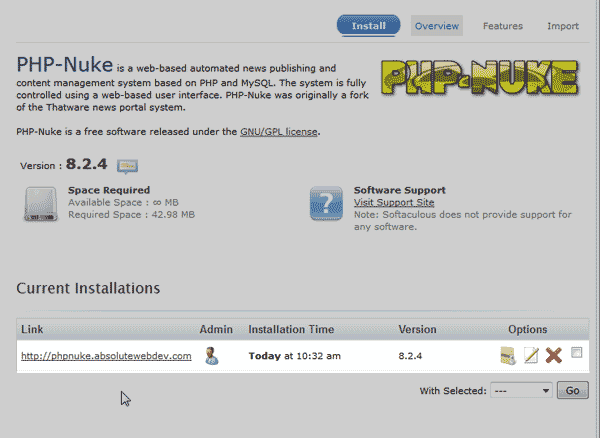 Install Overview Features Import
PHP-Nuke is a web-based automated news publishing and
content management system based on PHP and MySQL. The system is fully
controlled using a web-based user interface. PHP-Nuke was originally a fork
of the Thatware news portal system.
PHP-NUKE
PHP-Nuke is a free software released under the GNU/GPL license.
Version : 8.2.4
Space Required
Available Space : ∞ MB
Required Space : 42.98 MB
Software Support
Visit Support Site
Note: Softaculous does not provide support for
any software.
Current Installations
Link Admin Installation Time Version Options
http://phpnuke.absolutewebdev.com Today at 10:32 am 8.2.4
With Selected: --- Go